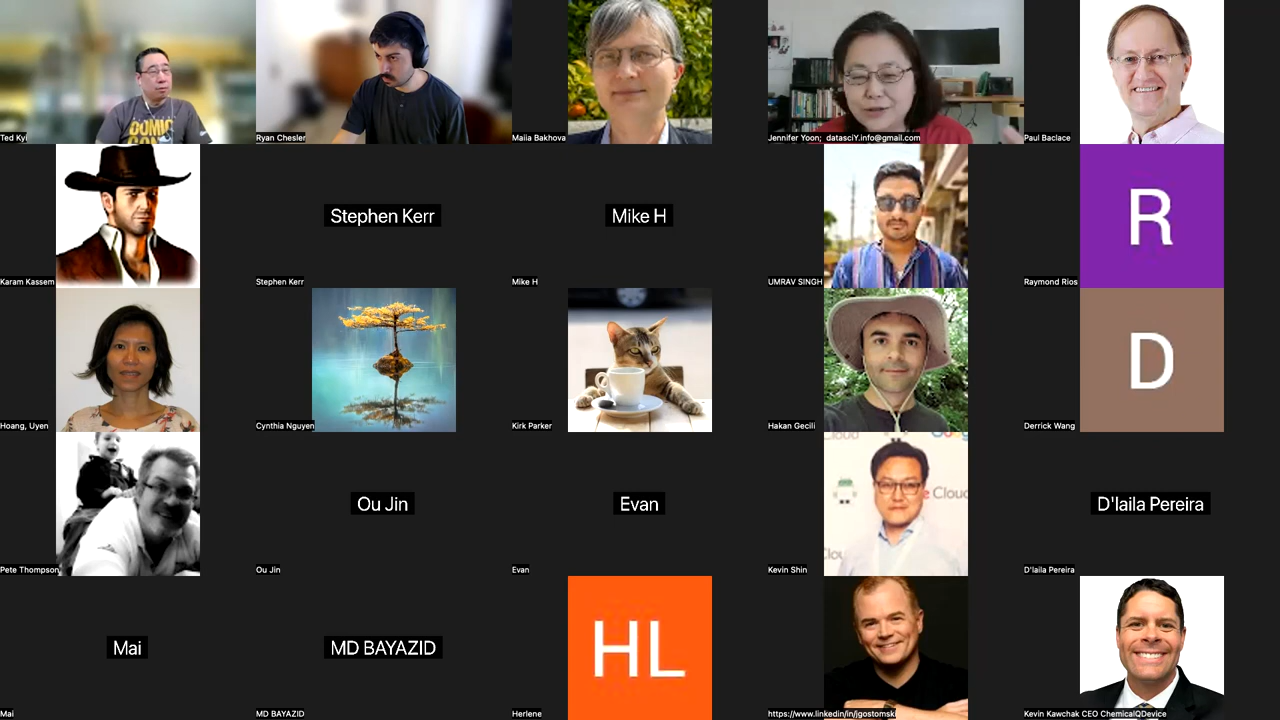 Ted Kyi
Ryan Chesler
Maiia Bakhova
Jennifer Yoon; datasciY.info@gmail.com
Paul Baclace
Karam Kassem
Stephen Kerr
Stephen Kerr
Mike H
Mike H
UMRAV SINGH
R
Raymond Rios
Hoang, Uyen
Cynthia Nguyen
Kirk Parker
Hakan Gecili
D
Derrick Wang
Pete Thompson
Ou Jin
Ou Jin
Evan
Evan
Cloud
Cloud
Kevin Shin
D'laila Pereira
D'laila Pereira
Mai
Mai
MD BAYAZID
MD BAYAZID
HL
Herlene
https://www.linkedin/in/jgostomski
Kevin Kawchak CEO ChemicalQDevice